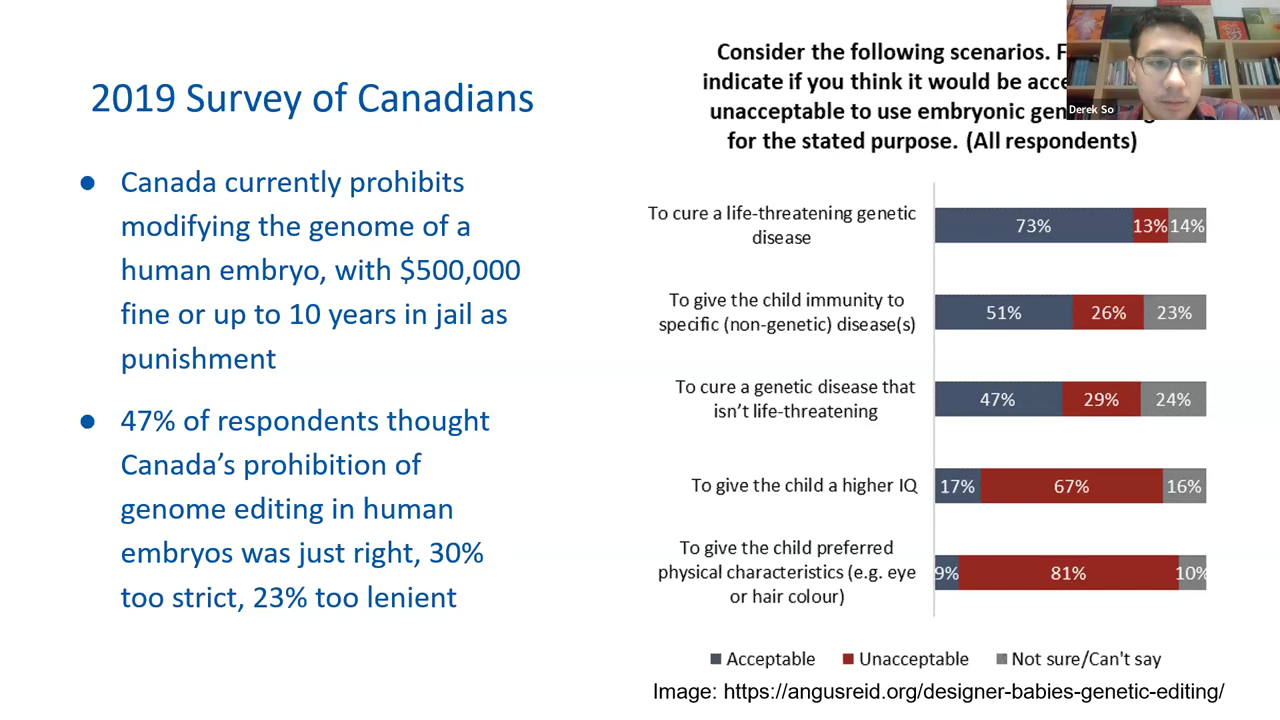 2019 Survey of Canadians
● Canada currently prohibits
modifying the genome of a
human embryo, with $500,000
fine or up to 10 years in jail as
punishment
● 47% of respondents thought
Canada’s prohibition of
genome editing in human
embryos was just right, 30%
too strict, 23% too lenient
Consider the following scenarios.
indicate if you think it would be
unacceptable to use embryonic
for the stated purpose. (All respondents)
Derek So
To cure a life-threatening genetic
disease
73% 13% 14%
To give the child immunity to
specific (non-genetic) disease(s)
51% 26% 23%
To cure a genetic disease that
isn’t life-threatening
47% 29% 24%
To give the child a higher IQ
17% 67% 16%
To give the child preferred
physical characteristics (e.g. eye
or hair colour)
9% 81% 10%
Acceptable Unacceptable Not sure/Can't say
Image: https://angusreid.org/designer-babies-genetic-editing/